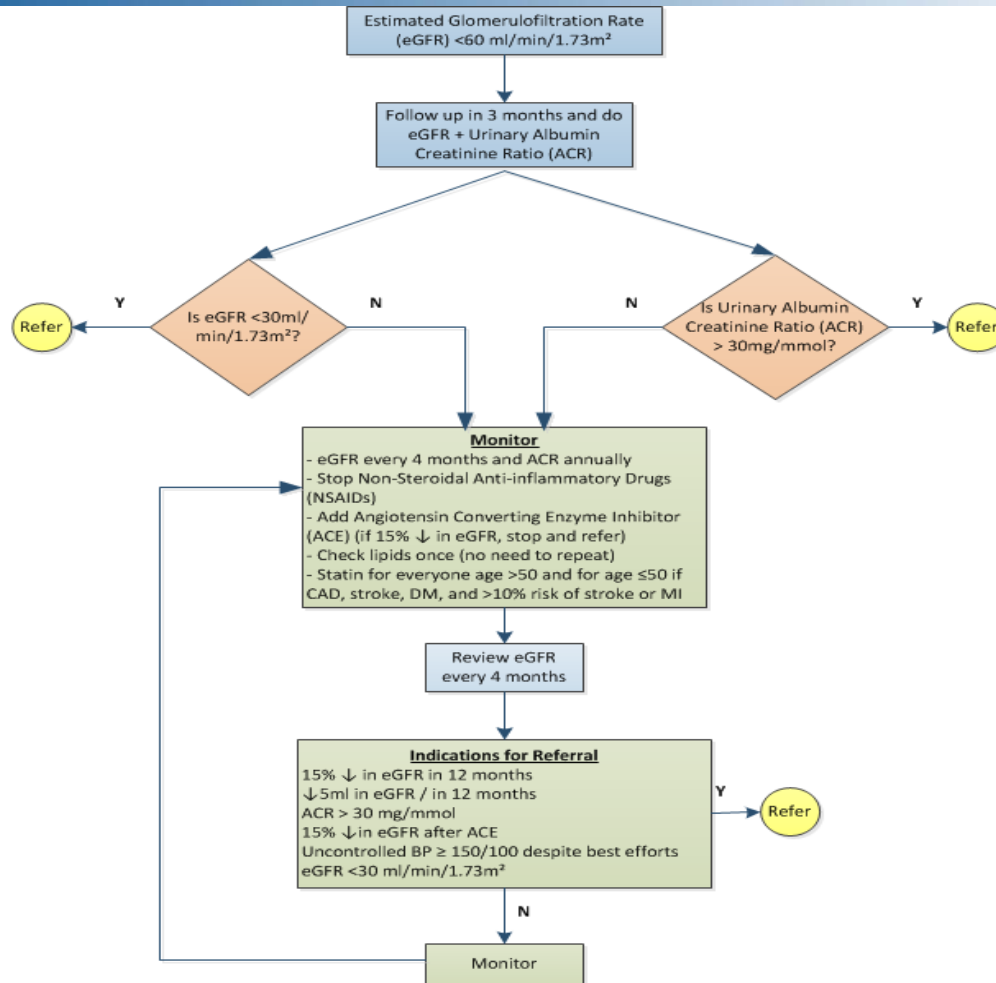 Estimated Glomerulofiltration Rate
(eGFR) <60 ml/min/1.73m²
Follow up in 3 months and do
eGFR + Urinary Albumin
Creatinine Ratio (ACR)
Y
N
N
Y
Refer
Is eGFR <30ml/
min/1.73m²?
Is Urinary Albumin
Creatinine Ratio (ACR)
> 30mg/mmol?
Refer
Monitor
- eGFR every 4 months and ACR annually
- Stop Non-Steroidal Anti-inflammatory Drugs
(NSAIDs)
- Add Angiotensin Converting Enzyme Inhibitor
(ACE) (if 15% ↓ in eGFR, stop and refer)
- Check lipids once (no need to repeat)
- Statin for everyone age >50 and for age ≤50 if
CAD, stroke, DM, and >10% risk of stroke or MI
Review eGFR
every 4 months
Indications for Referral
15% ↓ in eGFR in 12 months
↓5ml in eGFR / in 12 months
ACR > 30 mg/mmol
15% ↓in eGFR after ACE
Uncontrolled BP ≥ 150/100 despite best efforts
eGFR <30 ml/min/1.73m²
Y
Refer
N
Monitor